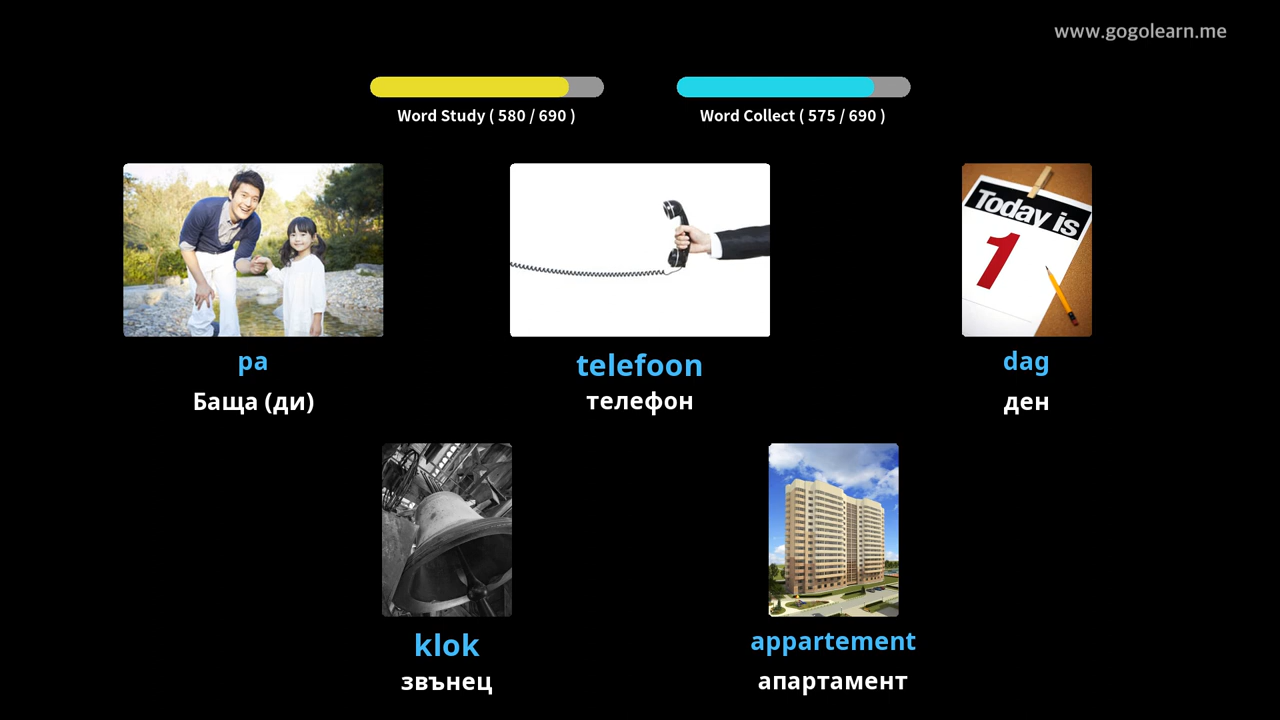 www.gogolearn.me
Word Study ( 580 / 690 )
Word Collect ( 575 / 690 )
Today is
1
pa
Баща (ди)
telefoon
телефон
dag
ден
klok
звънец
appartement
апартамент